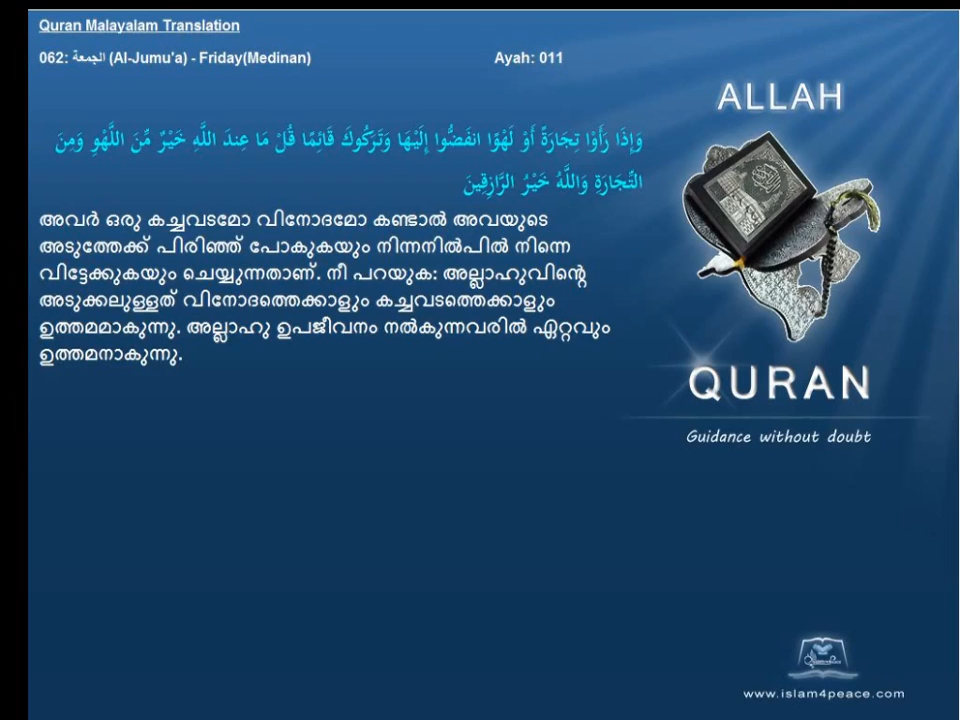 Quran Malayalam Translation
062: الجمعة (Al-Jumu'a) - Friday(Medinan) Ayah: 011
ALLAH
وَإِذَا رَأَوْا تِجَارَةً أَوْ لَهْوًا انفَضُّوا إِلَيْهَا وَتَرَكُوكَ قَائِمًا قُلْ مَا عِندَ اللَّهِ خَيْرٌ مِّنَ اللَّهْوِ وَمِنَ
التِّجَارَةِ وَاللَّهُ خَيْرُ الرَّازِقِينَ
അവർ ഒരു കച്ചവടമോ വിനോദമോ കണ്ടാൽ അവയുടെ
അടുത്തേക്ക് പിരിഞ്ഞ് പോകുകയും നിന്നനിൽപിൽ നിന്നെ
വിട്ടേക്കുകയും ചെയ്യുന്നതാണ്. നീ പറയുക: അല്ലാഹുവിന്റെ
അടുക്കലുള്ളത് വിനോദത്തെക്കാളും കച്ചവടത്തെക്കാളും
ഉത്തമമാകുന്നു. അല്ലാഹു ഉപജീവനം നൽകുന്നവരിൽ ഏറ്റവും
ഉത്തമനാകുന്നു.
QURAN
Guidance without doubt
www.islam4peace.com